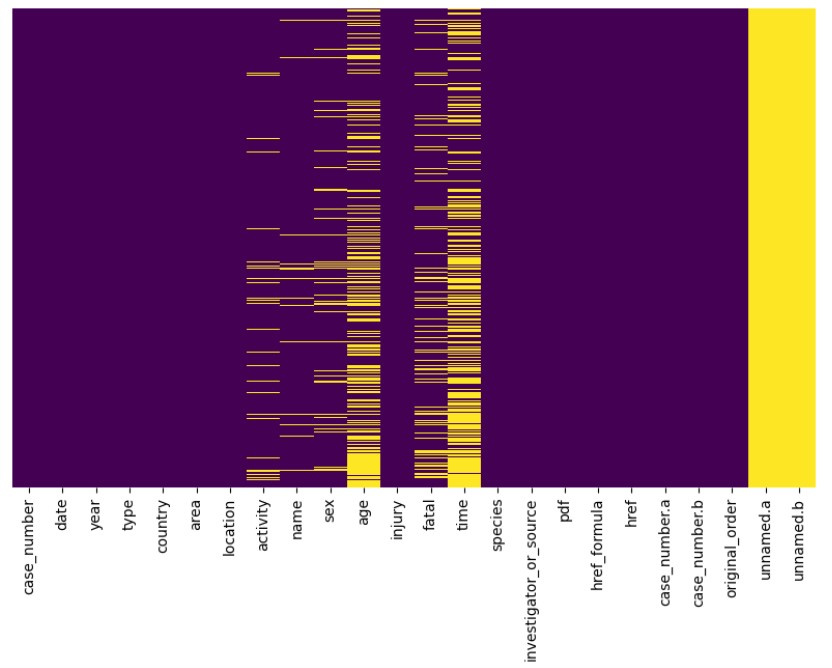 case_number
date
year
type
country
area
location
activity
name
sex
age
injury
fatal
time
species
investigator_or_source
pdf
href_formula
href
case_number.a
case_number.b
original_order
unnamed.a
unnamed.b